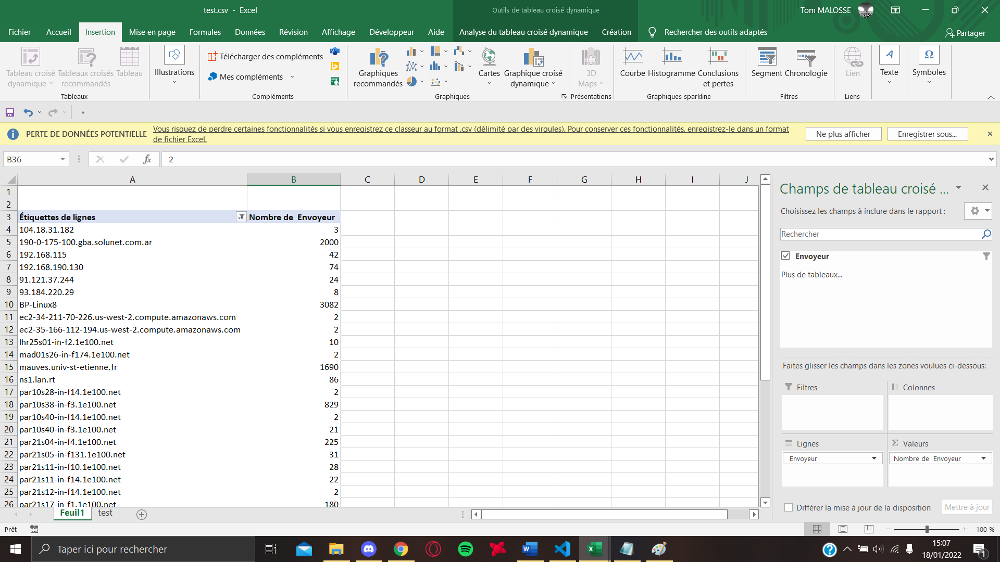 test.csv - Excel
Outils de tableau croisé dynamique
Tom MALOSSE
Fichier
Accueil
Insertion
Mise en page
Formules
Données
Révision
Affichage
Développeur
Aide
Analyse du tableau croisé dynamique
Création
Rechercher des outils adaptés
Partager
Tableau croisé dynamique
Tableaux croisés recommandés
Tableau
Tableaux
Illustrations
Télécharger des compléments
Mes compléments
Compléments
Graphiques recommandés
Cartes
Graphique croisé dynamique
Graphiques
3D Maps
Présentations
Courbe
Histogramme
Conclusions et pertes
Graphiques sparkline
Segment
Chronologie
Filtres
Lien
Liens
Texte
Symboles
PERTE DE DONNÉES POTENTIELLE
Vous risquez de perdre certaines fonctionnalités si vous enregistrez ce classeur au format .csv (délimité par des virgules). Pour conserver ces fonctionnalités, enregistrez-le dans un format
de fichier Excel.
Ne plus afficher
Enregistrer sous...
B36
fx
2
A B C D E F G H I J
1
2
3 Étiquettes de lignes Nombre de Envoyeur
4 104.18.31.182 3
5 190-0-175-100.gba.solunet.com.ar 2000
6 192.168.115 42
7 192.168.190.130 74
8 91.121.37.244 24
9 93.184.220.29 8
10 BP-Linux8 3082
11 ec2-34-211-70-226.us-west-2.compute.amazonaws.com 2
12 ec2-35-166-112-194.us-west-2.compute.amazonaws.com 2
13 lhr25s01-in-f2.1e100.net 10
14 mad01s26-in-f174.1e100.net 2
15 mauves.univ-st-etienne.fr 1690
16 ns1.lan.rt 86
17 par10s28-in-f14.1e100.net 2
18 par10s38-in-f3.1e100.net 829
19 par10s40-in-f14.1e100.net 2
20 par10s40-in-f3.1e100.net 21
21 par21s04-in-f4.1e100.net 225
22 par21s05-in-f131.1e100.net 31
23 par21s11-in-f10.1e100.net 28
24 par21s11-in-f14.1e100.net 22
25 par21s12-in-f14.1e100.net 2
26 par21s17-in-f1.1e100.net 180
Champs de tableau croisé ...
Choisissez les champs à inclure dans le rapport :
Rechercher
Envoyeur
Plus de tableaux...
Faites glisser les champs dans les zones voulues ci-dessous:
Filtres
Colonnes
Lignes
Σ Valeurs
Envoyeur
Nombre de Envoyeur
Différer la mise à jour de la disposition
Mettre à jour
Feuil1
test
Prêt
100 %
Taper ici pour rechercher
15:07
18/01/2022
1